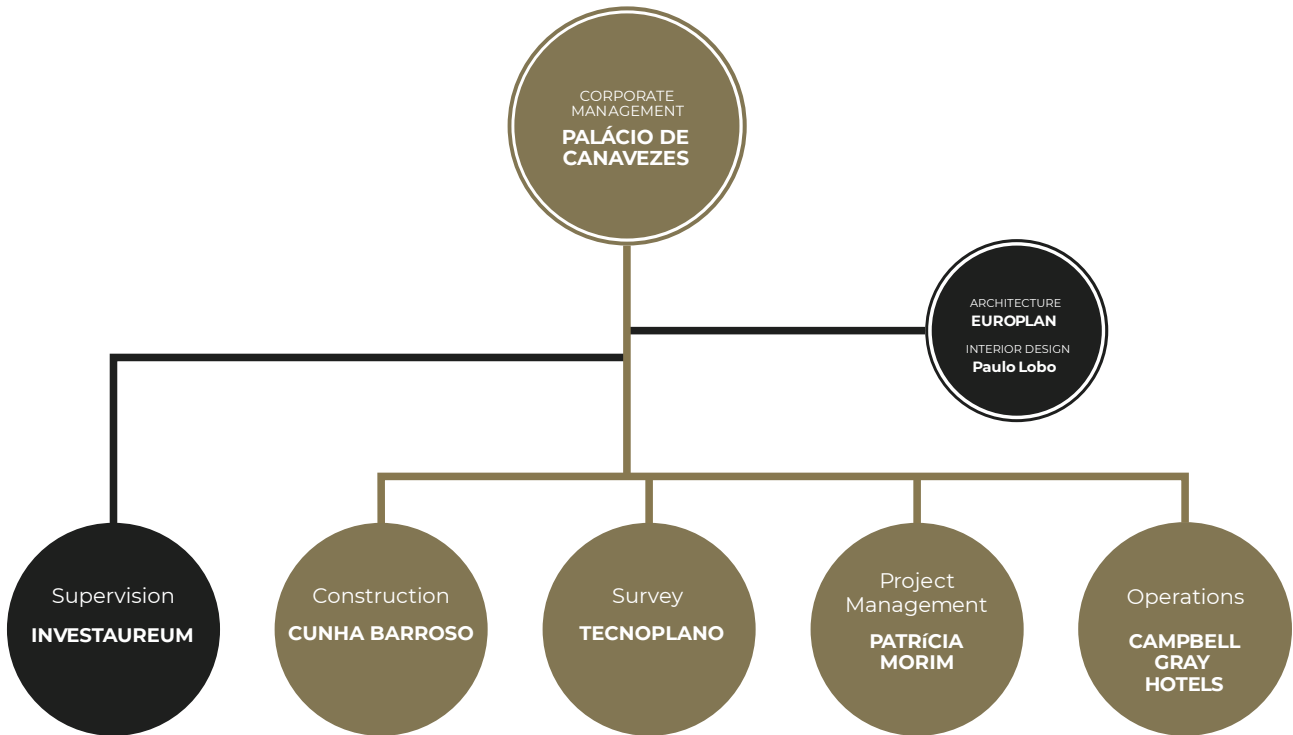 CORPORATE
MANAGEMENT
PALÁCIO DE
CANAVEZES
ARCHITECTURE
EUROPLAN
INTERIOR DESIGN
Paulo Lobo
Supervision
INVESTAUREUM
Construction
CUNHA BARROSO
Survey
TECNOPLANO
Project
Management
PATRíCIA
MORIM
Operations
CAMPBELL
GRAY
HOTELS